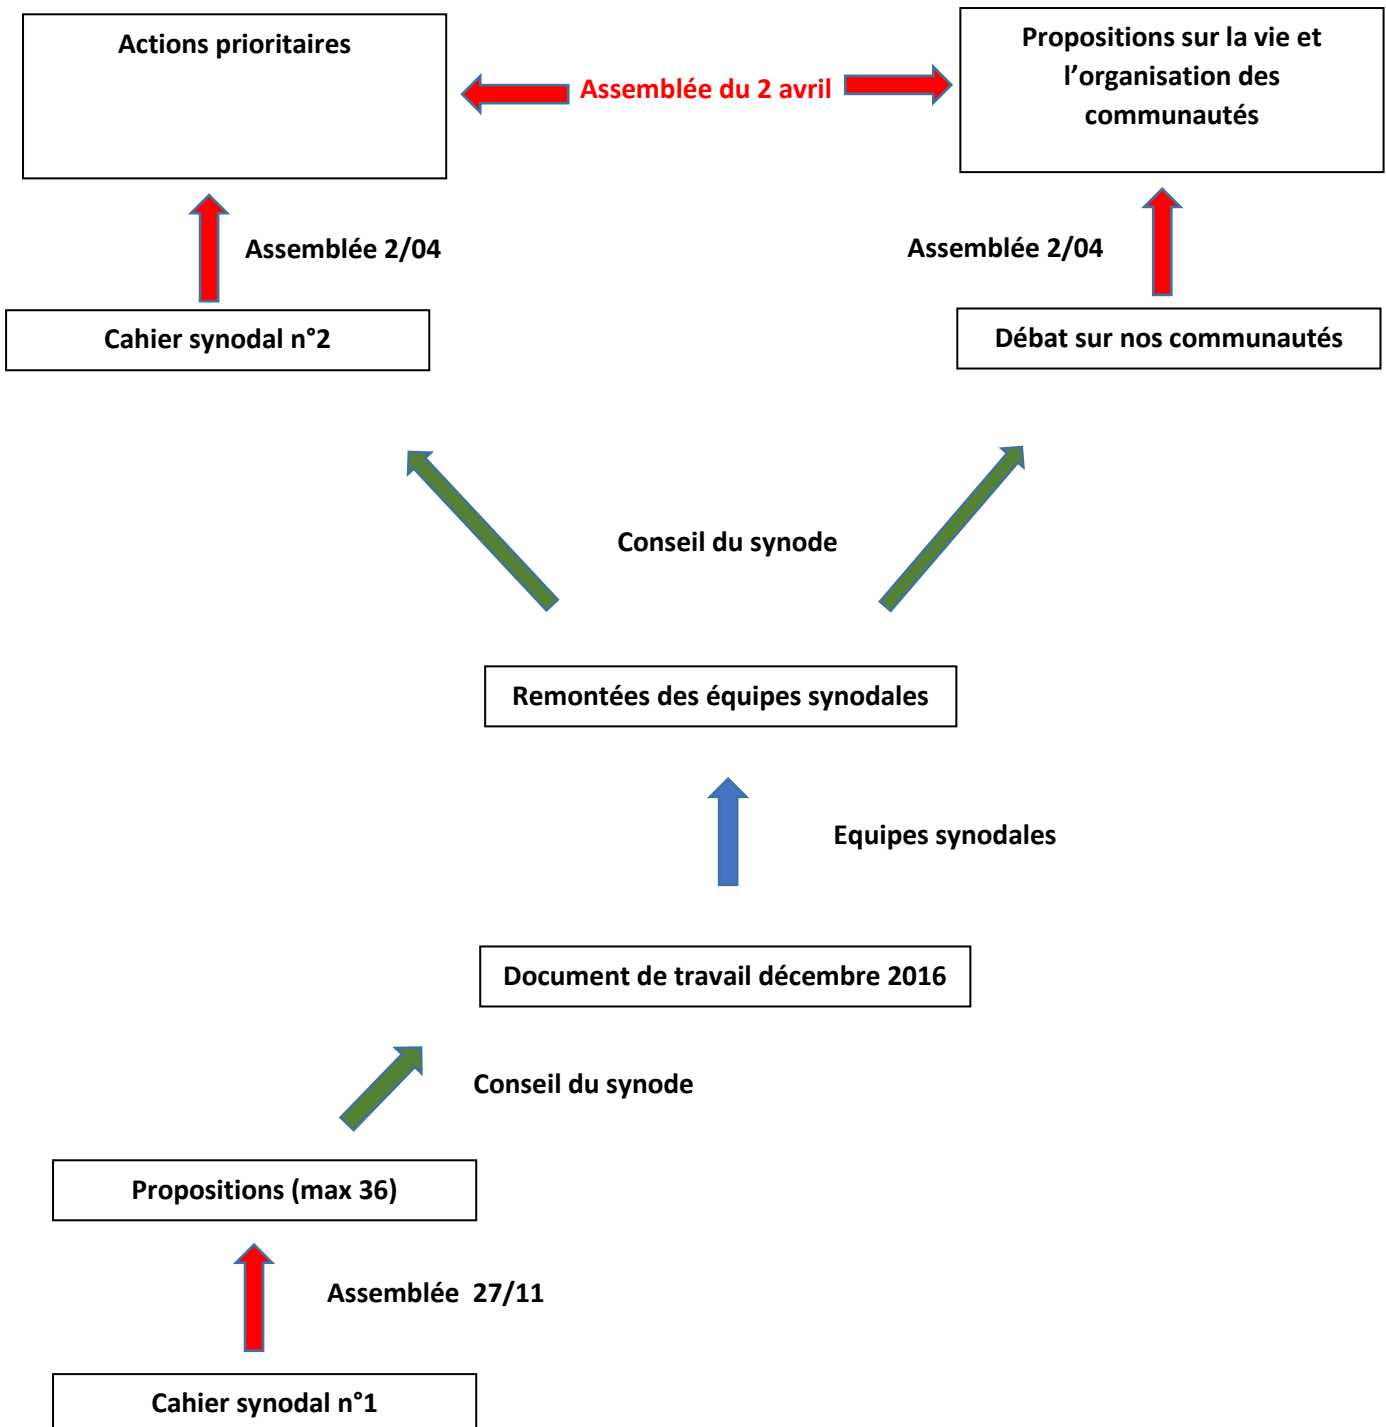 Actions prioritaires
Assemblée du 2 avril
Propositions sur la vie et
l’organisation des
communautés
Assemblée 2/04
Assemblée 2/04
Cahier synodal n°2
Débat sur nos communautés
Conseil du synode
Remontées des équipes synodales
Equipes synodales
Document de travail décembre 2016
Conseil du synode
Propositions (max 36)
Assemblée 27/11
Cahier synodal n°1